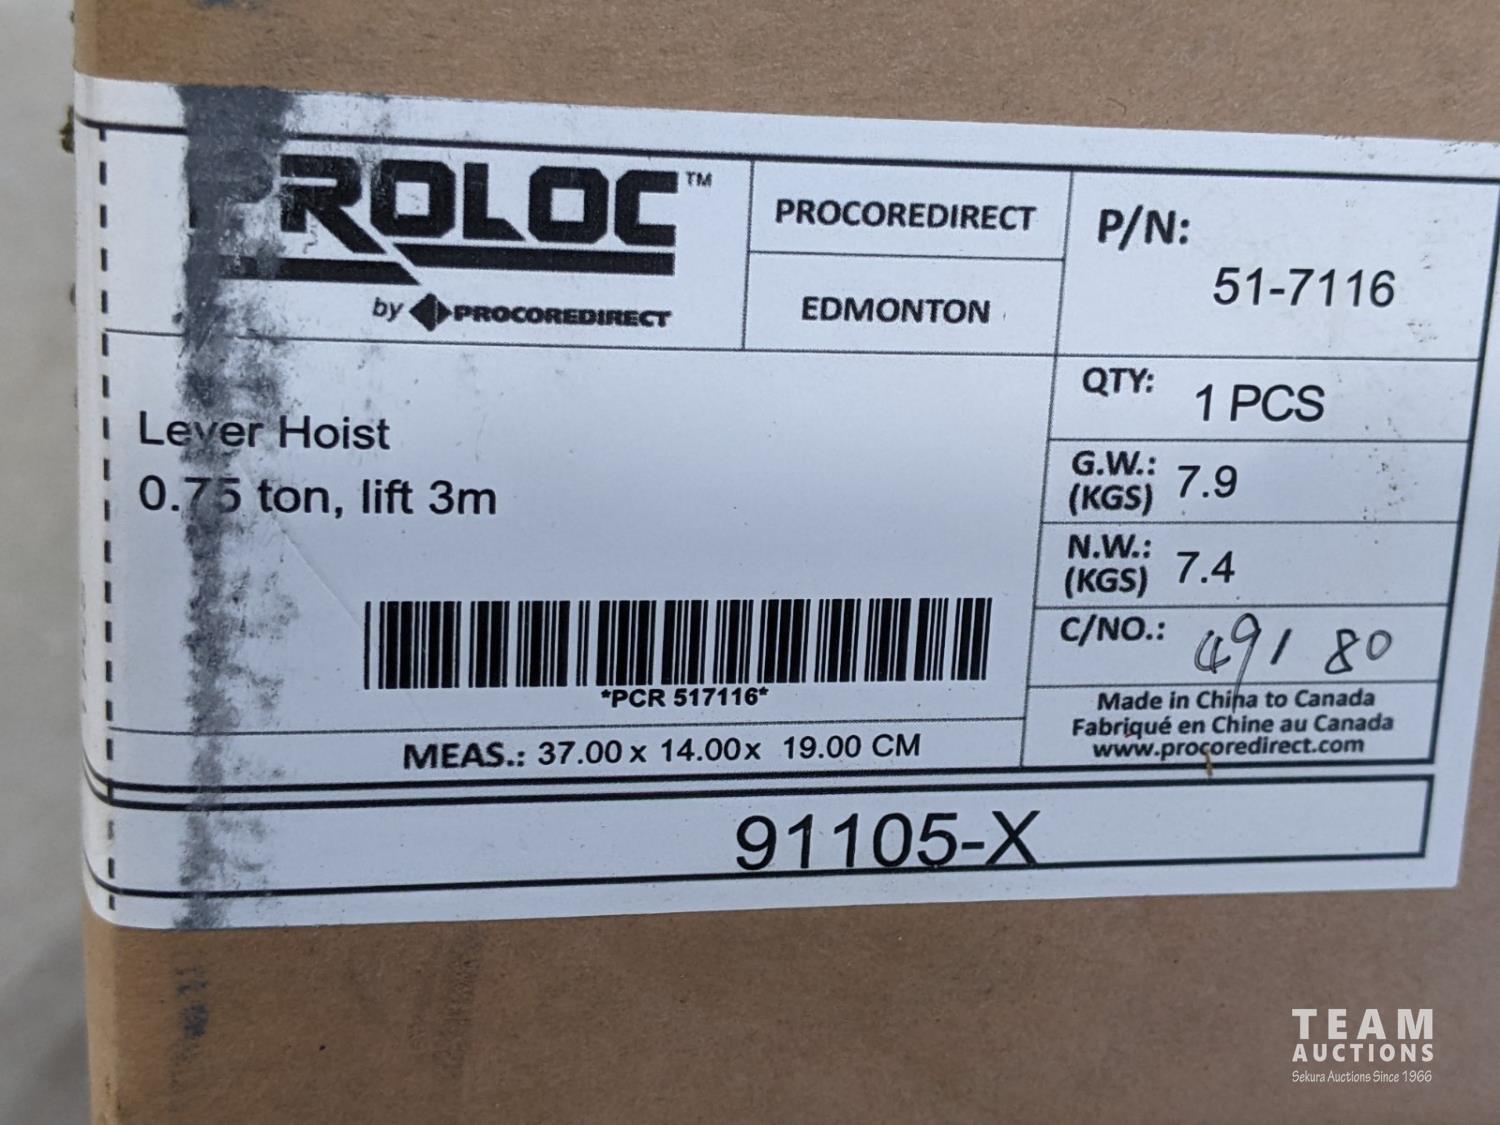 PROLOC™
by PROCOREDIRECT
PROCOREDIRECT
EDMONTON
P/N:
51-7116
QTY: 1 PCS
G.W.: (KGS) 7.9
N.W.: (KGS) 7.4
C/NO.: 49/ 80
Lever Hoist
0.75 ton, lift 3m
*PCR 517116*
MEAS.: 37.00 x 14.00x 19.00 CM
Made in China to Canada
Fabriqué en Chine au Canada
www.procoredirect.com
91105-X
TEAM
AUCTIONS
Sekura Auctions Since 1966